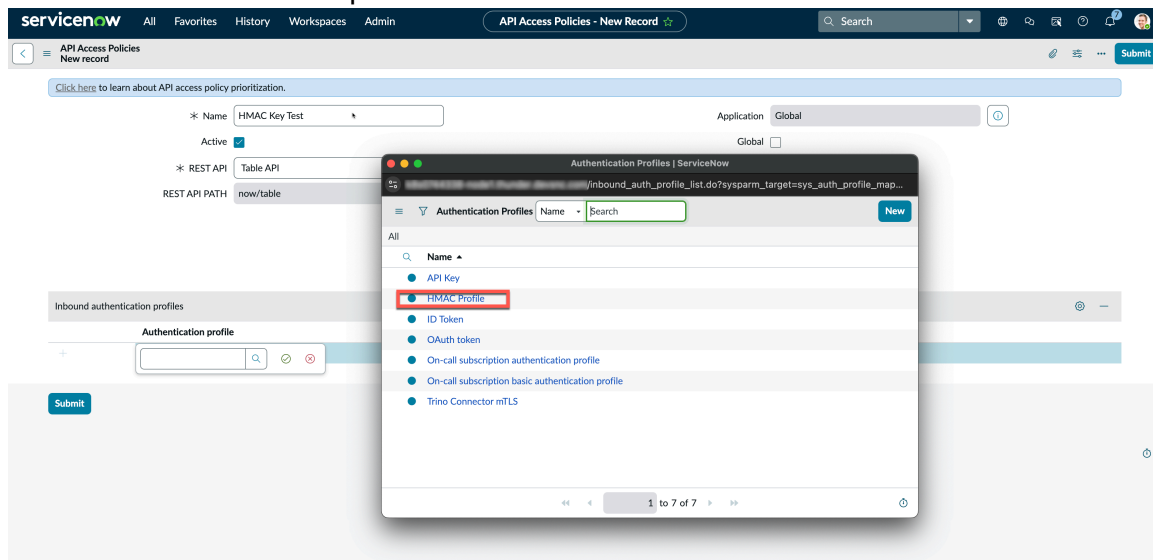 servicenow All Favorites History Workspaces Admin API Access Policies - New Record Search 7
API Access Policies
New record
Submit
Click here to learn about API access policy prioritization.
Name HMAC Key Test Application Global
Active Global
REST API Table API
REST API PATH now/table
Authentication Profiles | ServiceNow
/inbound_auth_profile_list.do?sysparm_target=sys_auth_profile_map...
Authentication Profiles Name Search New
All
Name
API Key
HMAC Profile
ID Token
OAuth token
On-call subscription authentication profile
On-call subscription basic authentication profile
Trino Connector mTLS
1 to 7 of 7
Inbound authentication profiles
Authentication profile
Submit